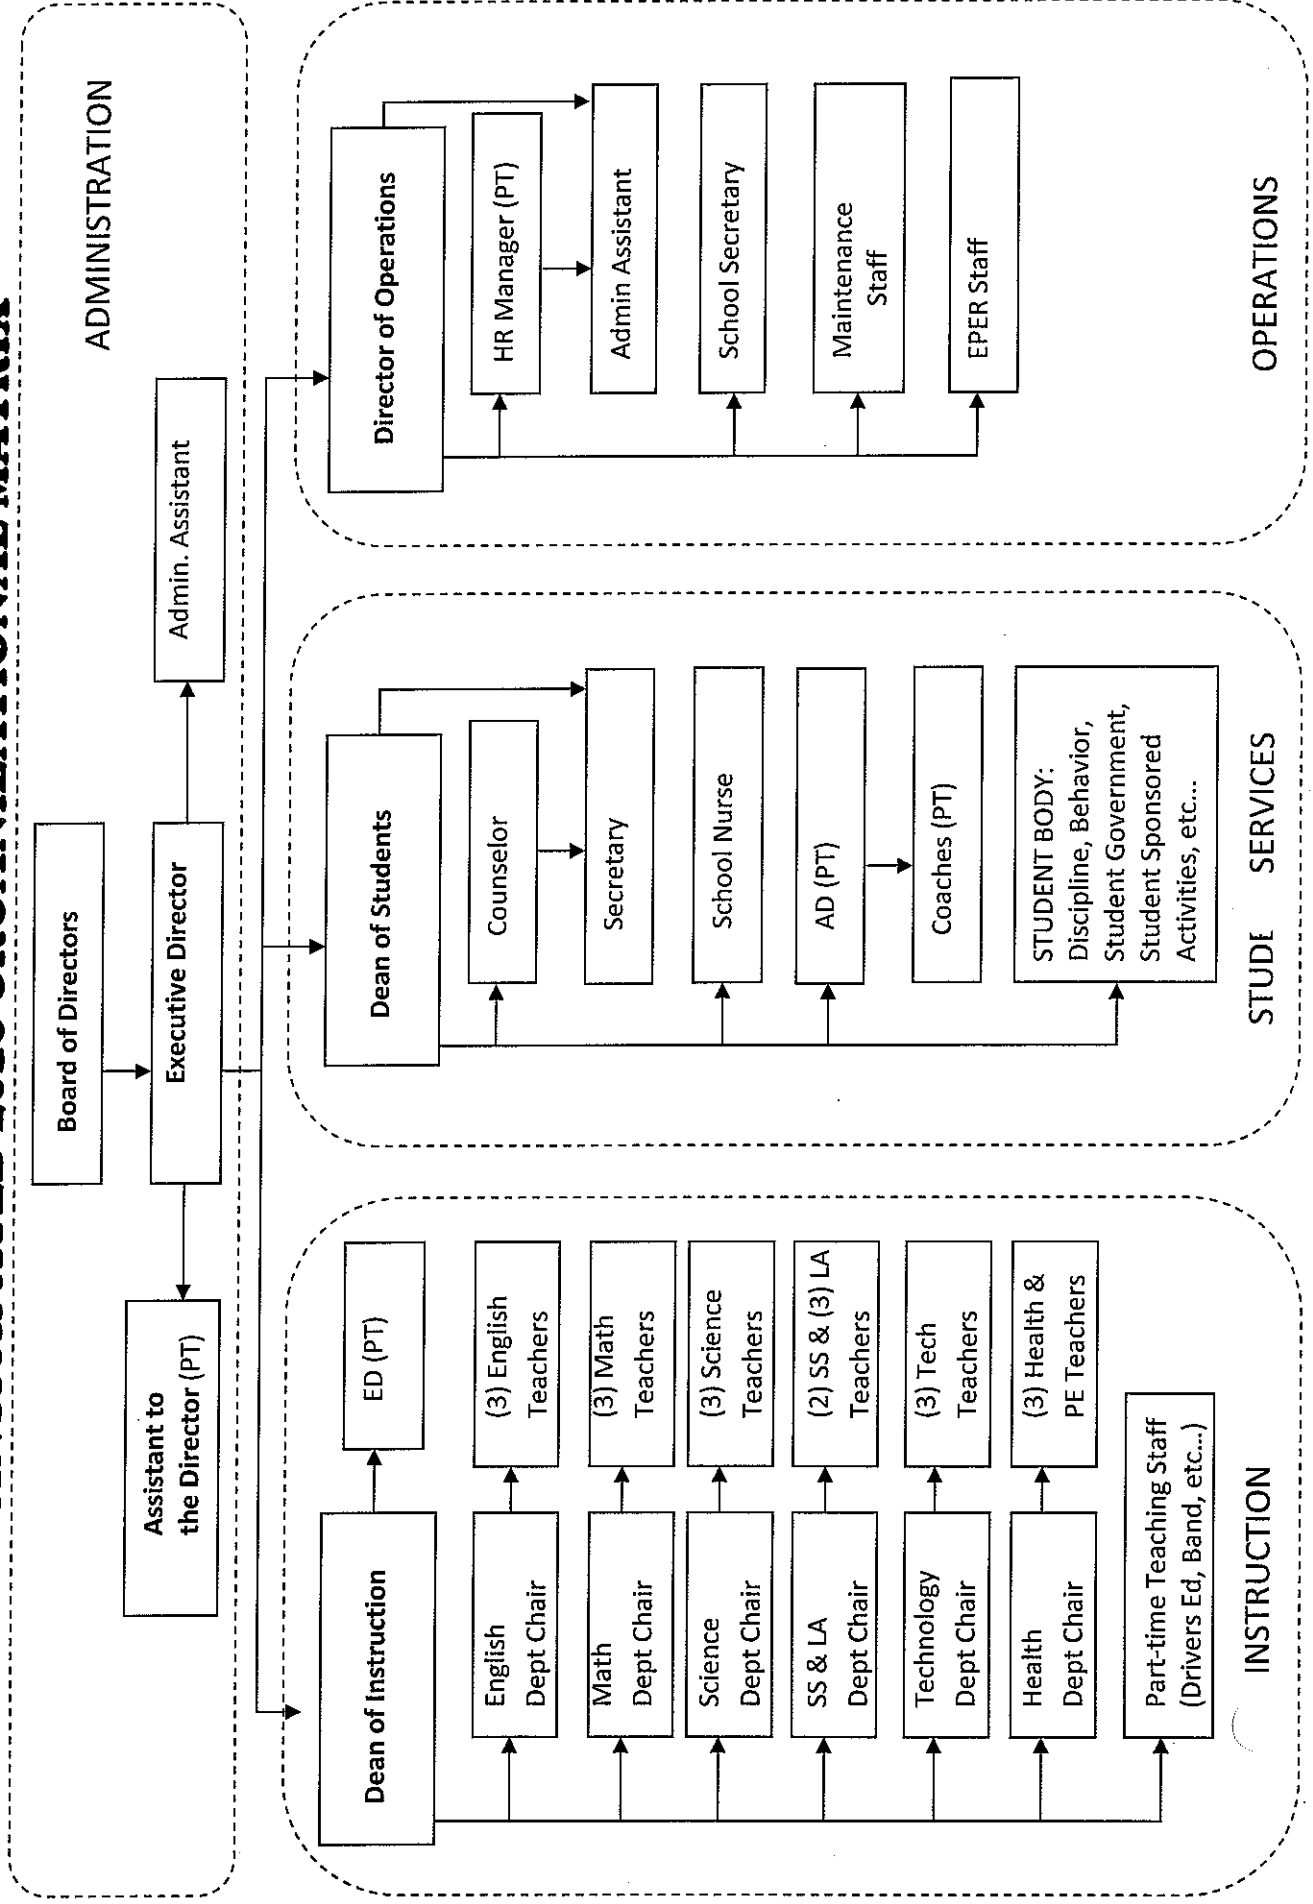 ORGANIZATIONAL MATRIX
ADMINISTRATION
Board of Directors
Executive Director
Assistant to
the Director (PT)
Admin. Assistant
Dean of Instruction
ED (PT)
English
Dept Chair
(3) English
Teachers
Math
Dept Chair
(3) Math
Teachers
Science
Dept Chair
(3) Science
Teachers
SS & LA
Dept Chair
(2) SS & (3) LA
Teachers
Technology
Dept Chair
(3) Tech
Teachers
Health
Dept Chair
(3) Health &
PE Teachers
Part-time Teaching Staff
(Drivers Ed, Band, etc...)
INSTRUCTION
Dean of Students
Counselor
Secretary
School Nurse
AD (PT)
Coaches (PT)
STUDENT BODY:
Discipline, Behavior,
Student Government,
Student Sponsored
Activities, etc...
STUDE SERVICES
Director of Operations
HR Manager (PT)
Admin Assistant
School Secretary
Maintenance
Staff
EPER Staff
OPERATIONS